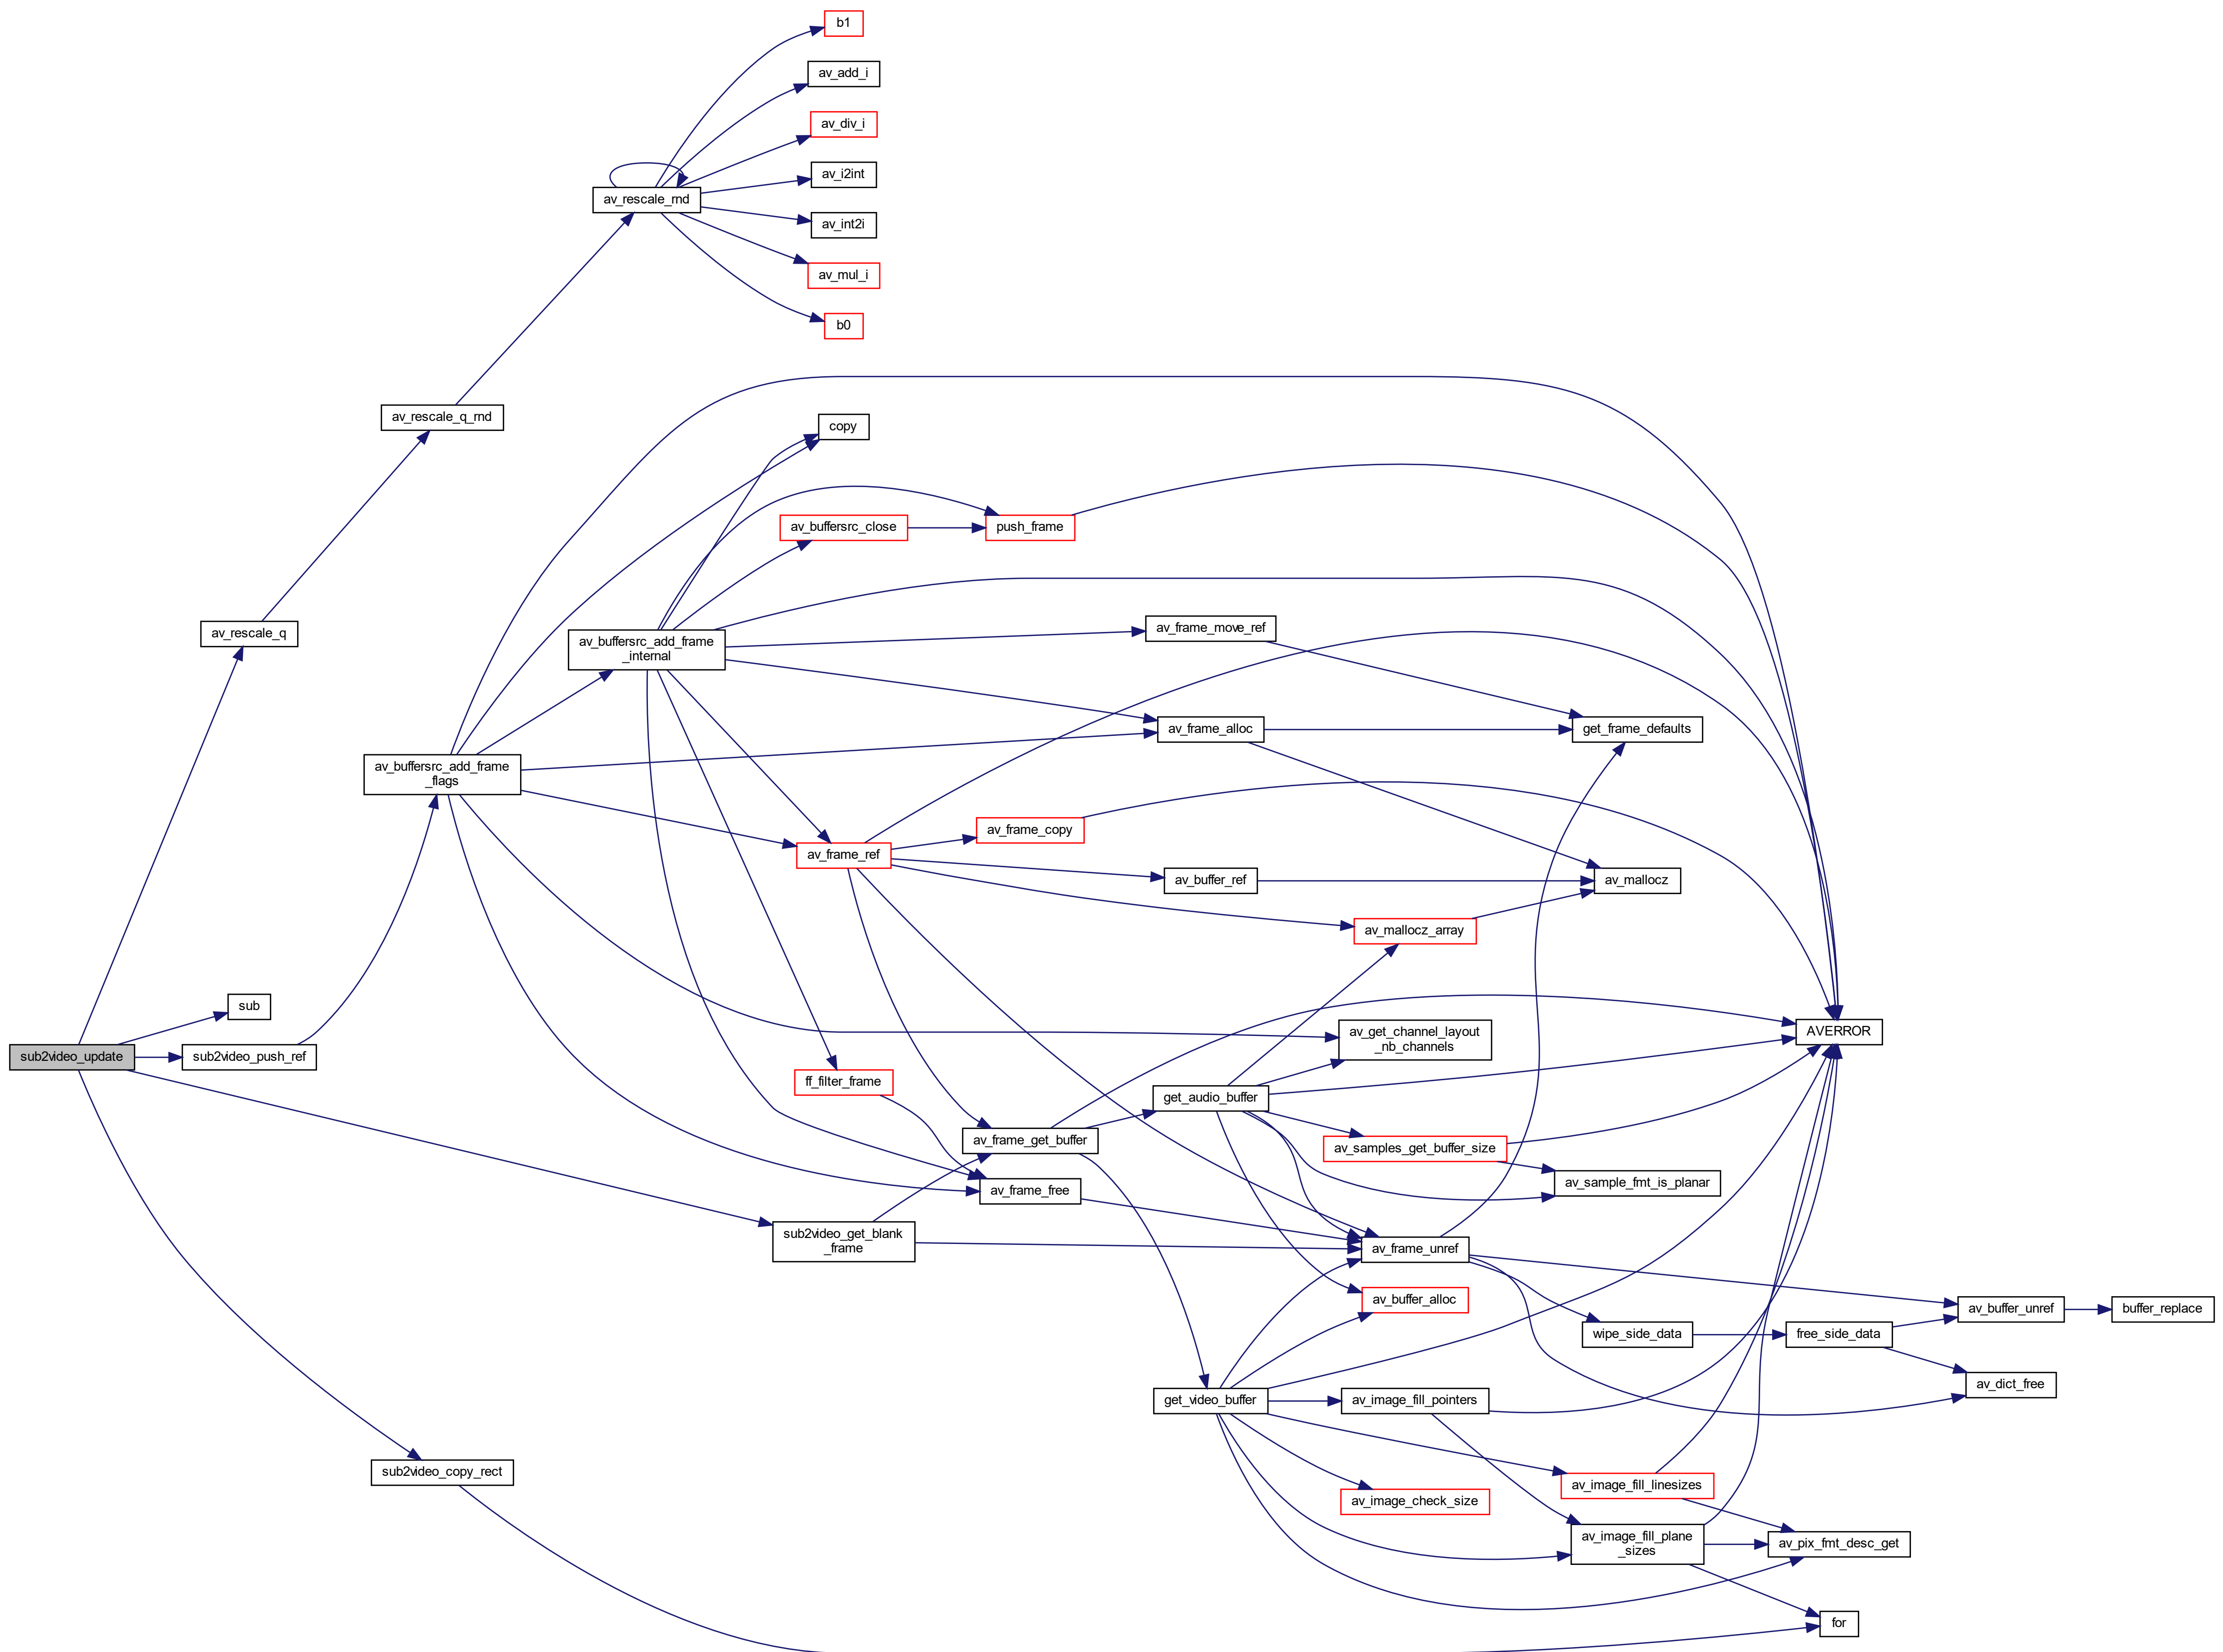 b1
av_add_i
av_div_i
av_i2int
av_rescale_rnd
av_int2i
av_mul_i
b0
av_rescale_q_rnd
copy
av_buffersrc_close
push_frame
av_rescale_q
av_buffersrc_add_frame
_internal
av_frame_move_ref
av_frame_alloc
get_frame_defaults
av_buffersrc_add_frame
_flags
av_frame_copy
av_frame_ref
av_buffer_ref
av_mallocz
av_mallocz_array
sub
av_get_channel_layout
_nb_channels
AVERROR
sub2video_update
sub2video_push_ref
ff_filter_frame
get_audio_buffer
av_frame_get_buffer
av_samples_get_buffer_size
av_sample_fmt_is_planar
av_frame_free
sub2video_get_blank
_frame
av_frame_unref
av_buffer_alloc
av_buffer_unref
buffer_replace
wipe_side_data
free_side_data
av_dict_free
get_video_buffer
av_image_fill_pointers
sub2video_copy_rect
av_image_fill_linesizes
av_image_check_size
av_image_fill_plane
_sizes
av_pix_fmt_desc_get
for